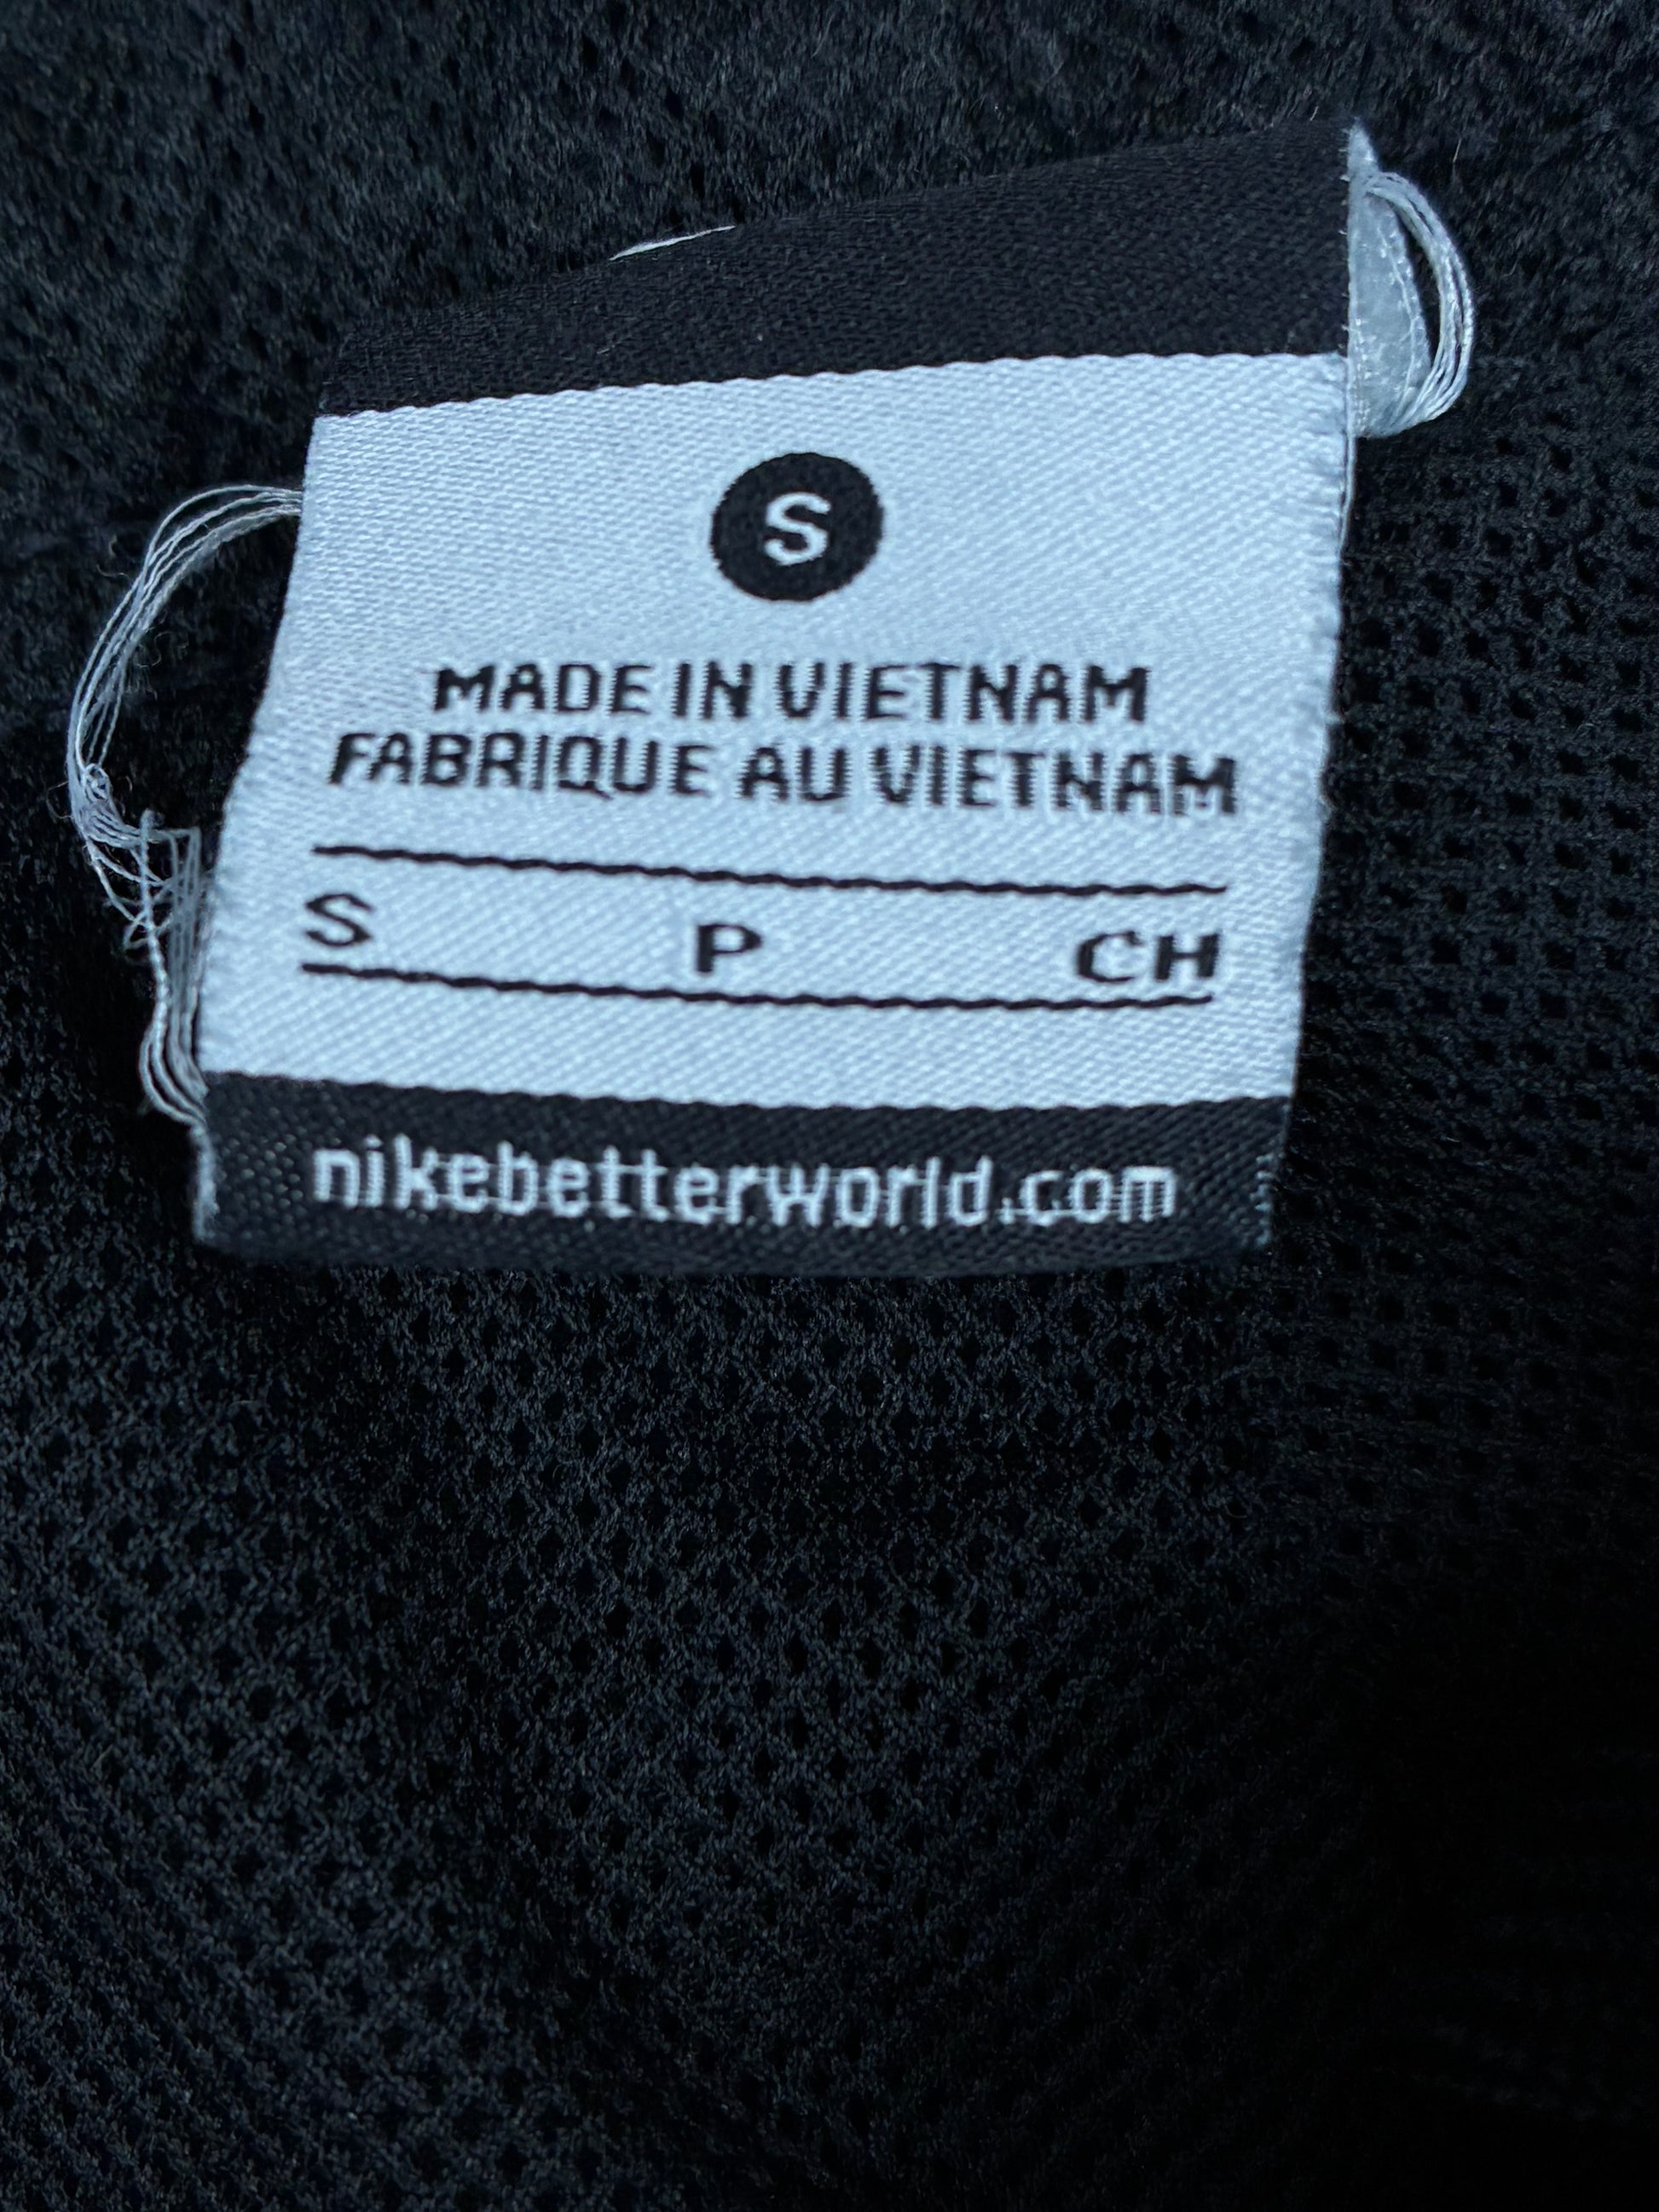 S
MADE IN VIETNAM
FABRIQUE AU VIETNAM
S P CH
nikebetterworld.com